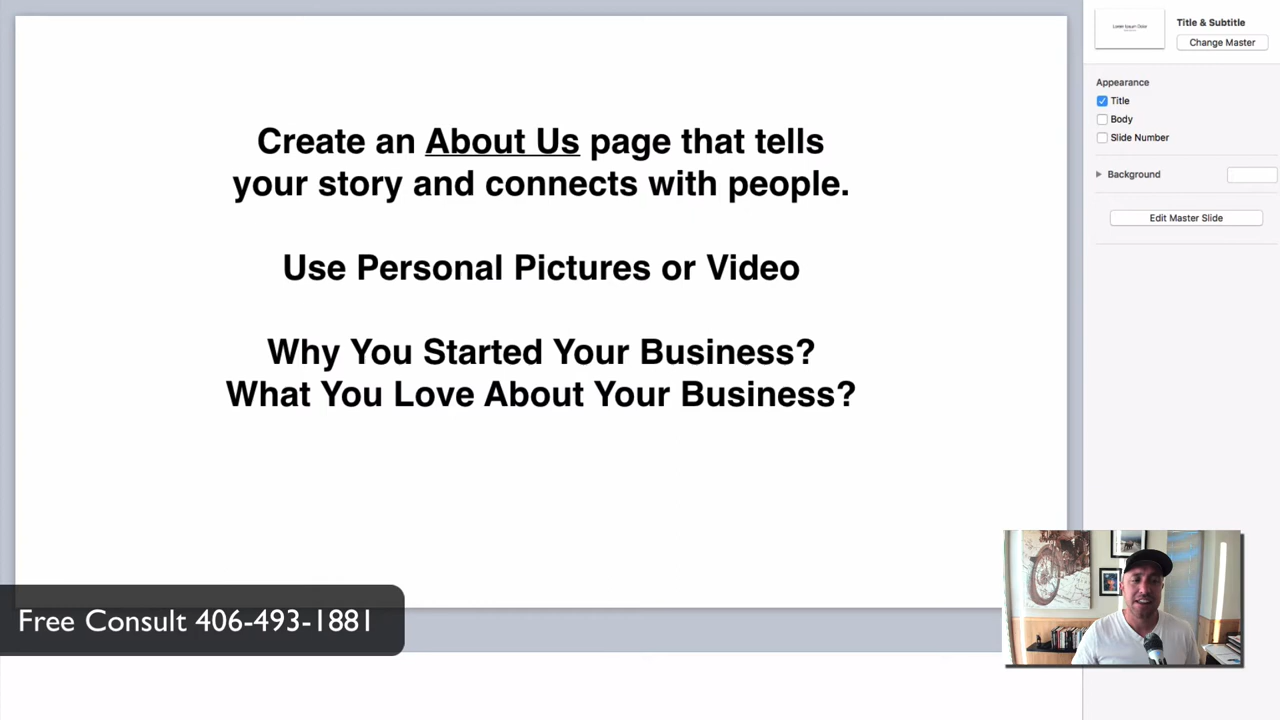 Create an About Us page that tells
your story and connects with people.
Use Personal Pictures or Video
Why You Started Your Business?
What You Love About Your Business?
Free Consult 406-493-1881
Title & Subtitle
Change Master
Appearance
Title
Body
Slide Number
Background
Edit Master Slide